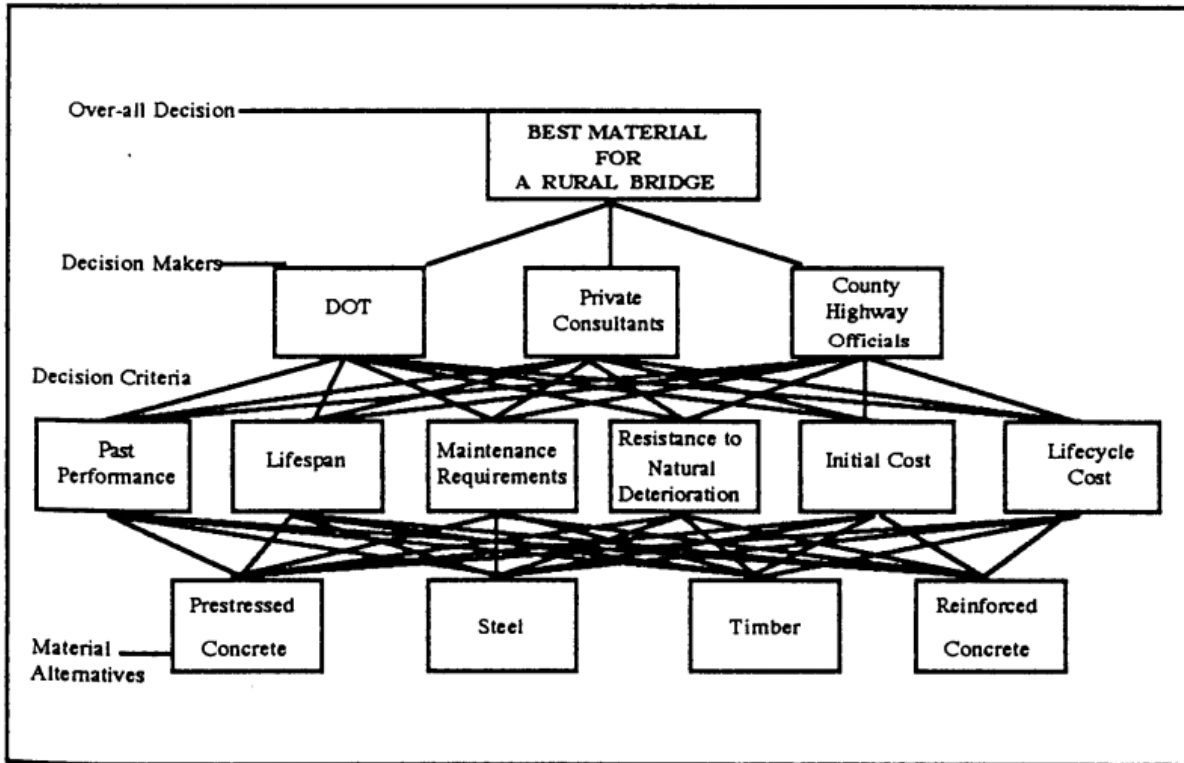 Over-all Decision
BEST MATERIAL
FOR
A RURAL BRIDGE
Decision Makers
DOT
Private
Consultants
County
Highway
Officials
Decision Criteria
Past
Performance
Lifespan
Maintenance
Requirements
Resistance to
Natural
Deterioration
Initial Cost
Lifecycle
Cost
Prestressed
Concrete
Steel
Timber
Reinforced
Concrete
Material
Alternatives